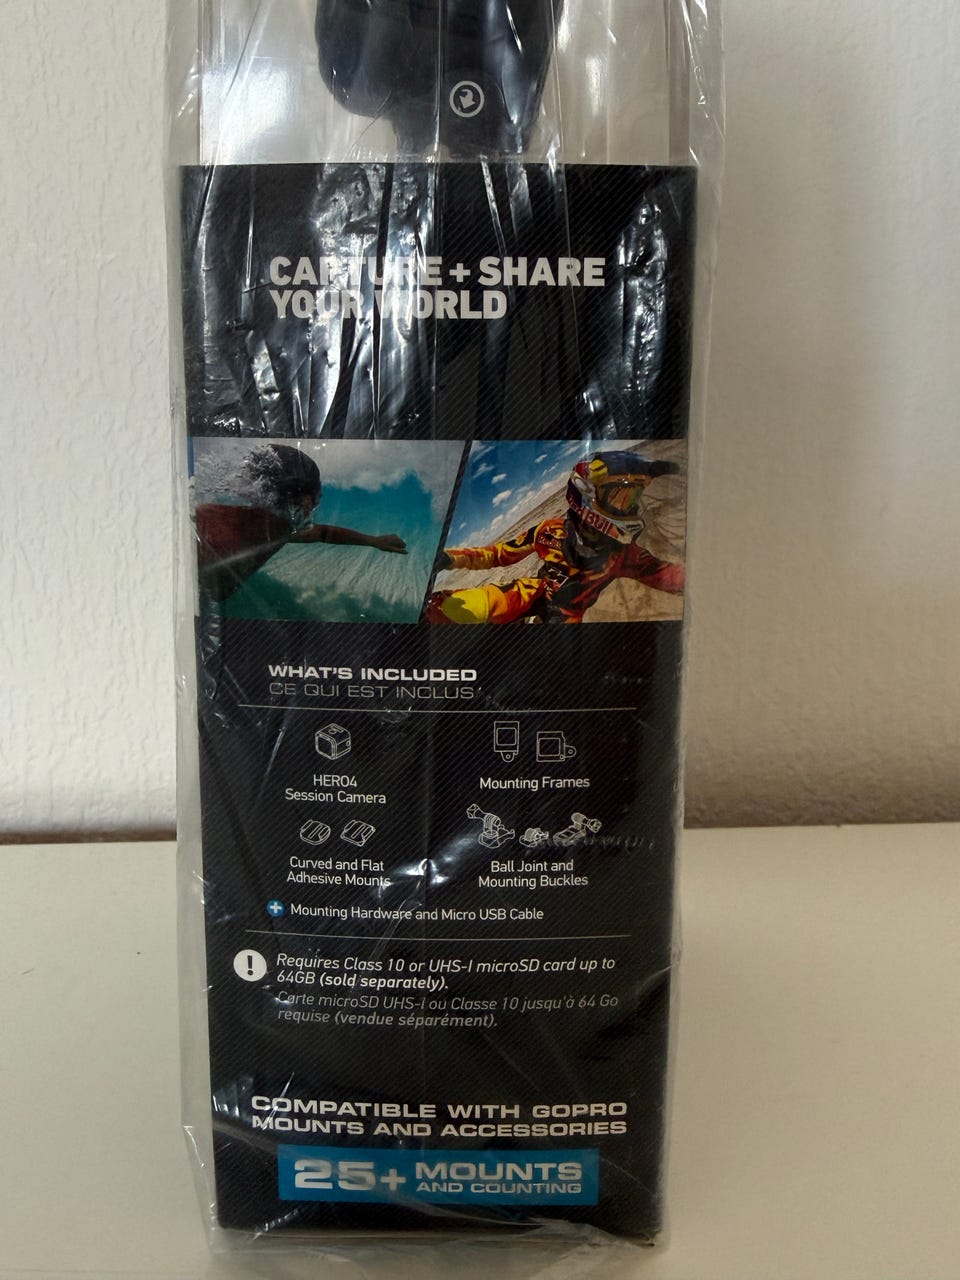 CAPTURE + SHARE
YOUR WORLD
Red Bull
WHAT'S INCLUDED
CE QUI EST INCLUS
HERO4
Session Camera
Mounting Frames
Curved and Flat
Adhesive Mounts
Ball Joint and
Mounting Buckles
+ Mounting Hardware and Micro USB Cable
! Requires Class 10 or UHS-I microSD card up to
64GB (sold separately).
Carte microSD UHS-I ou Classe 10 jusqu'à 64 Go
requise (vendue séparément).
COMPATIBLE WITH GOPRO
MOUNTS AND ACCESSORIES
25+ MOUNTS
AND COUNTING